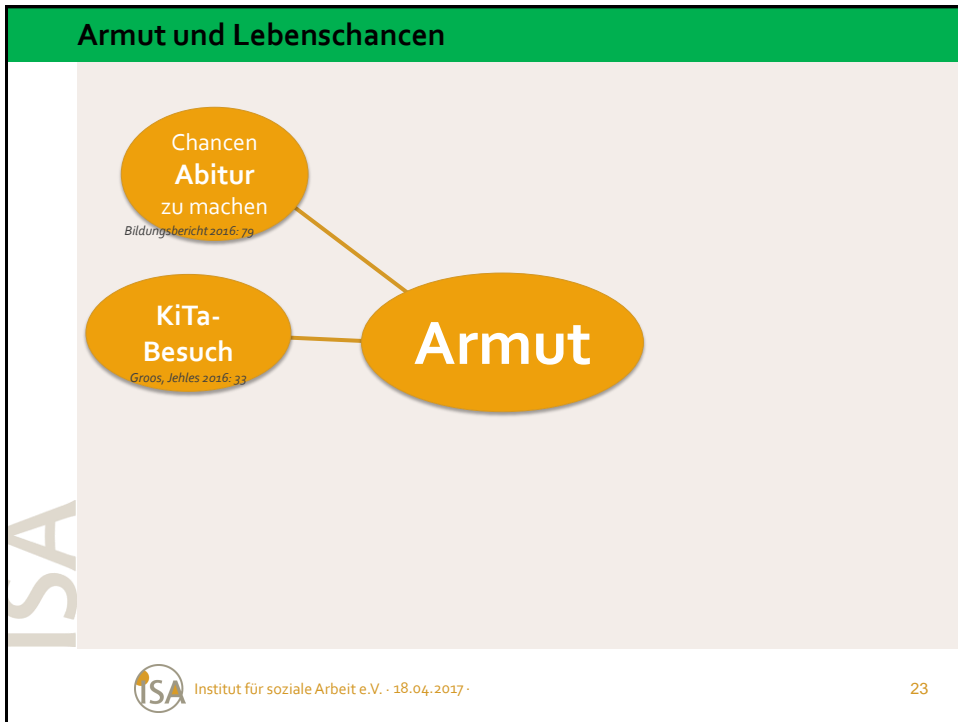 Armut und Lebenschancen
Chancen
Abitur
zu machen
Bildungsbericht 2016: 79
KiTa-
Besuch
Groos, Jehles 2016: 33
Armut
ISA
ISA
Institut für soziale Arbeit e.V. · 18.04.2017 ·
23